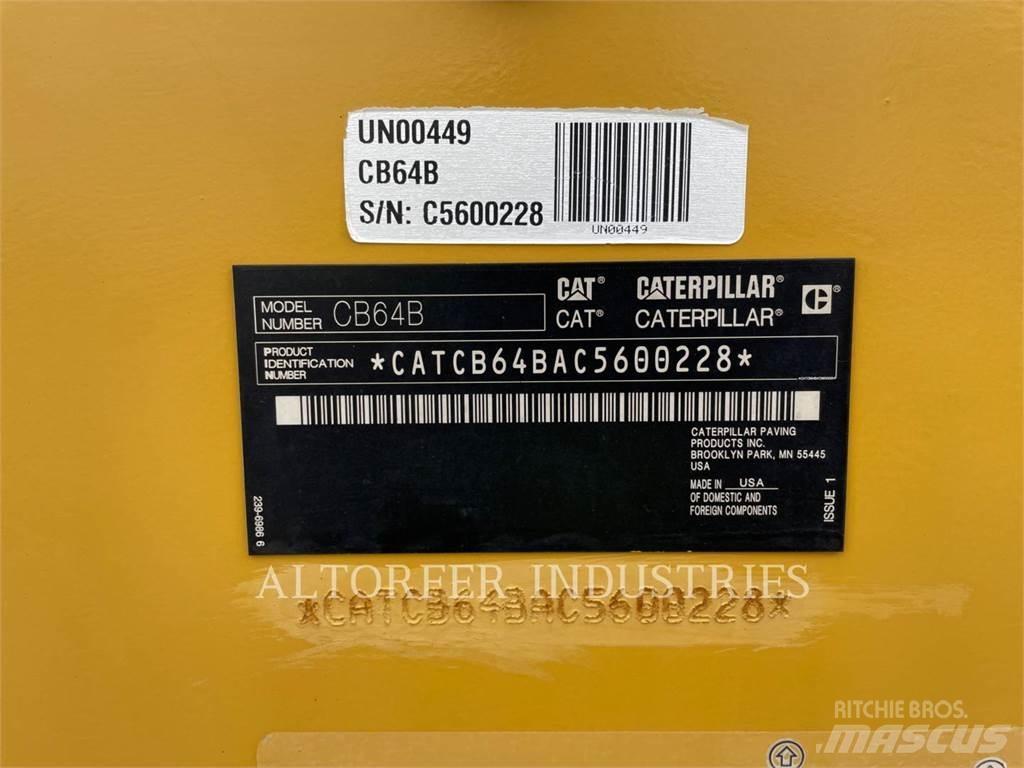 UN00449
CB64B
S/N: C5600228
UN00449
MODEL NUMBER CB64B
CAT® CATERPILLAR®
CAT® CATERPILLAR®
PRODUCT IDENTIFICATION NUMBER *CATCB64BAC5600228*
CATERPILLAR PAVING
PRODUCTS INC.
BROOKLYN PARK, MN 55445
USA
MADE IN USA
OF DOMESTIC AND
FOREIGN COMPONENTS
ISSUE 1
239-6986 6
ALTORFER INDUSTRIES
*CATCB64BAC5600228*
RITCHIE BROS.
MASCUS